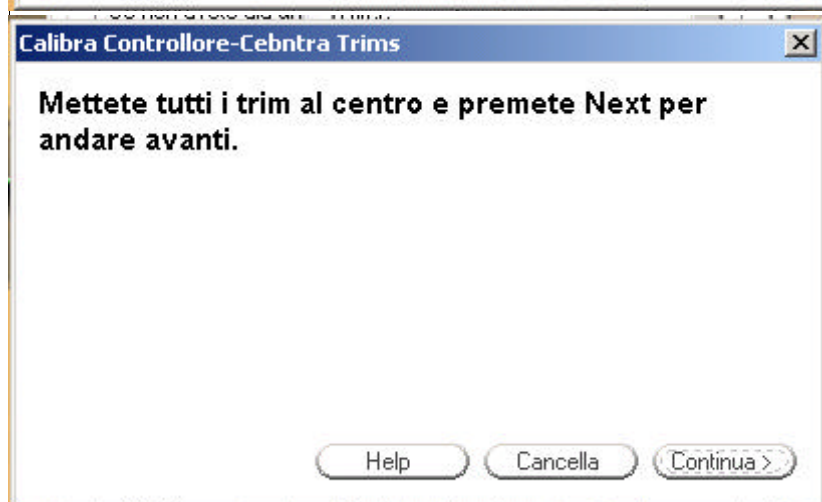 Calibra Controllore-Cebntra Trims
Mettete tutti i trim al centro e premete Next per
andare avanti.
Help Cancella Continua >